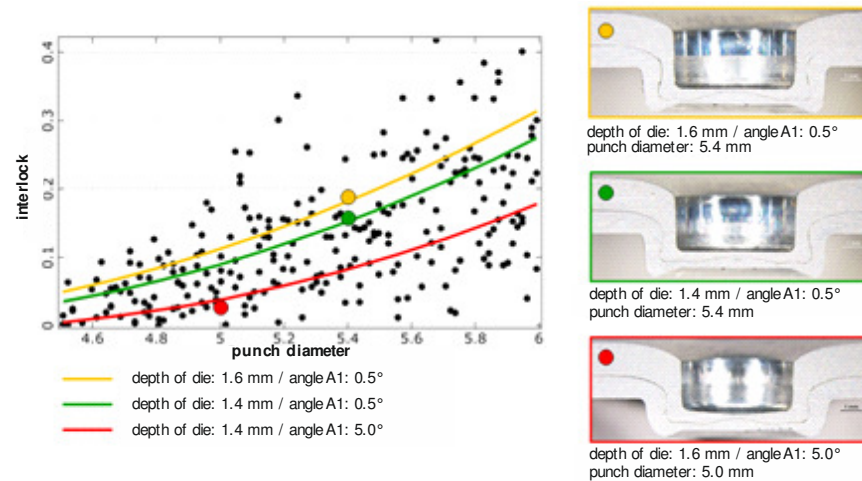 0.4
0.3
0.2
0.1
0
interlock
4.6 4.8 5 5.2 5.4 5.6 5.8 6
punch diameter
depth of die: 1.6 mm / angle A1: 0.5°
depth of die: 1.4 mm / angle A1: 0.5°
depth of die: 1.4 mm / angle A1: 5.0°
depth of die: 1.6 mm / angle A1: 0.5°
punch diameter: 5.4 mm
depth of die: 1.4 mm / angle A1: 0.5°
punch diameter: 5.4 mm
depth of die: 1.6 mm / angle A1: 5.0°
punch diameter: 5.0 mm